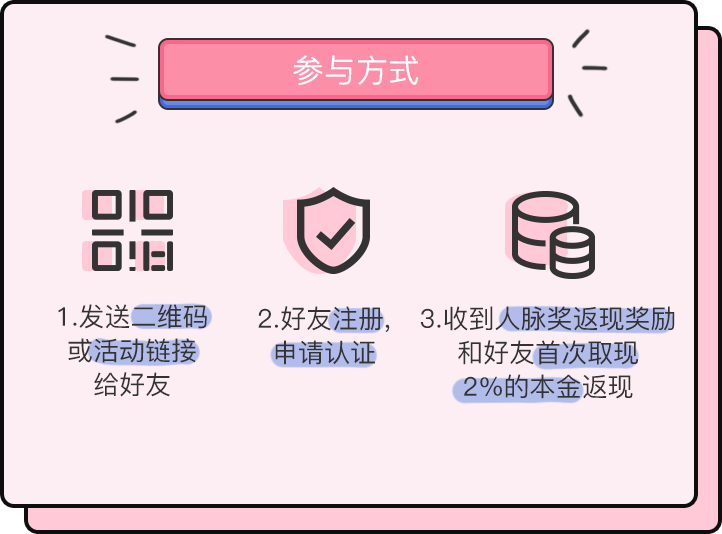 参与方式
1.发送二维码
或活动链接
给好友
2.好友注册,
申请认证
3.收到人脉奖返现奖励
和好友首次取现
2%的本金返现